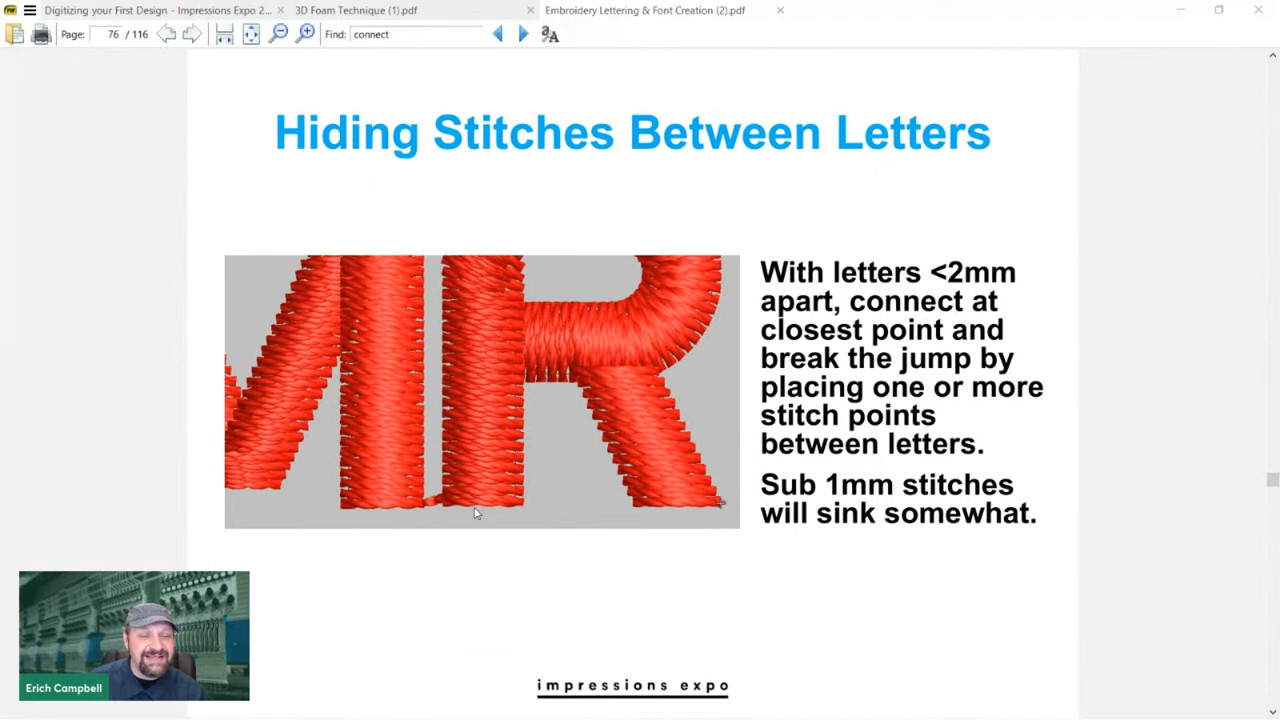 Digitizing your First Design - Impressions Expo 2...
3D Foam Technique (1).pdf
Embroidery Lettering & Font Creation (2).pdf
Page: 76 / 116
Find: connect
Hiding Stitches Between Letters
With letters <2mm
apart, connect at
closest point and
break the jump by
placing one or more
stitch points
between letters.
Sub 1mm stitches
will sink somewhat.
Erich Campbell
impressions expo